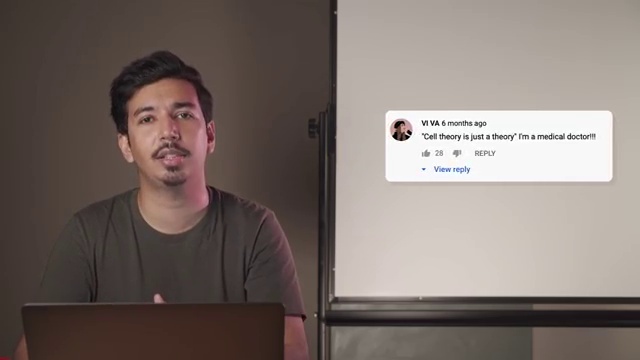 VI VA 6 months ago
"Cell theory is just a theory" I'm a medical doctor!!!
28 REPLY
View reply